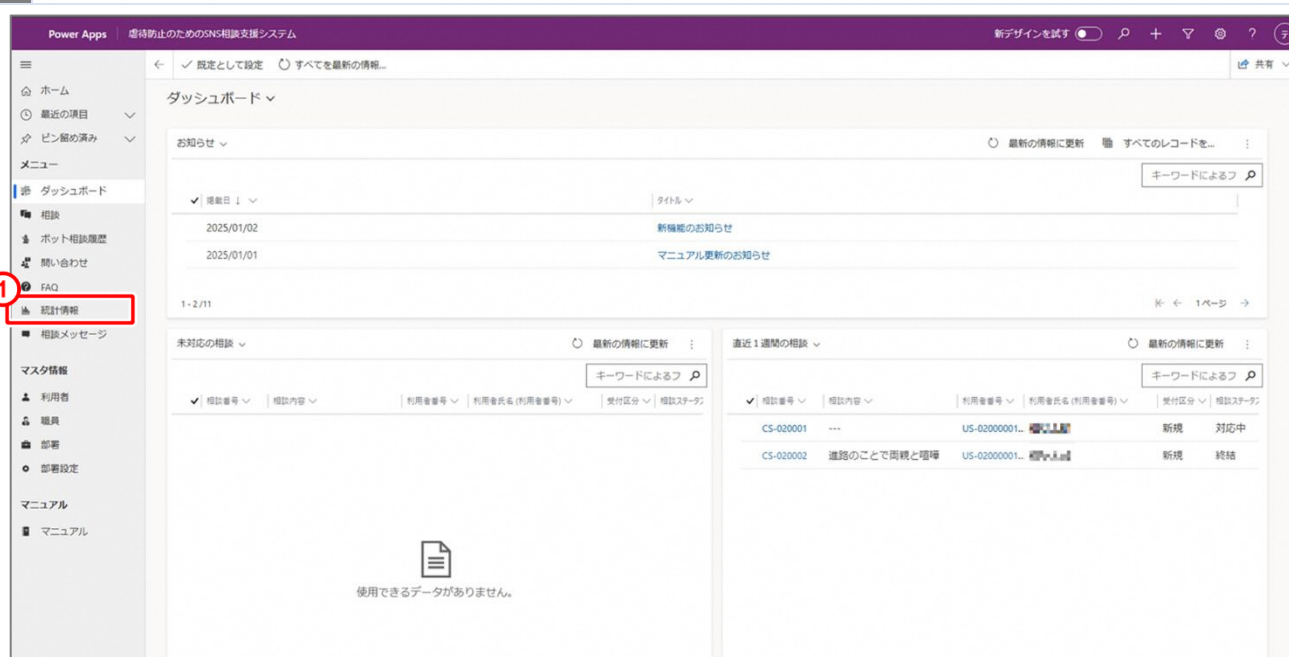 Power Apps 虐待防止のためのSNS相談支援システム 新デザインを試す
既定として設定 すべてを最新の情報... 共有
ホーム
最近の項目
ピン留め済み
メニュー
ダッシュボード
相談
ボット相談履歴
問い合わせ
1
FAQ
統計情報
相談メッセージ
マスタ情報
利用者
職員
部署
部署設定
マニュアル
マニュアル
ダッシュボード
お知らせ 最新の情報に更新 すべてのレコードを...
キーワードによるフ
掲載日 ↓ タイトル
2025/01/02 新機能のお知らせ
2025/01/01 マニュアル更新のお知らせ
1 - 2 /11 1 ページ
未対応の相談 最新の情報に更新
キーワードによるフ
相談番号 相談内容 利用者番号 利用者氏名 (利用者番号) 受付区分 相談ステータス
使用できるデータがありません。
直近1週間の相談 最新の情報に更新
キーワードによるフ
相談番号 相談内容 利用者番号 利用者氏名 (利用者番号) 受付区分 相談ステータス
CS-020001 --- US-02000001... 新規 対応中
CS-020002 進路のことで両親と喧嘩 US-02000001... 新規 終結